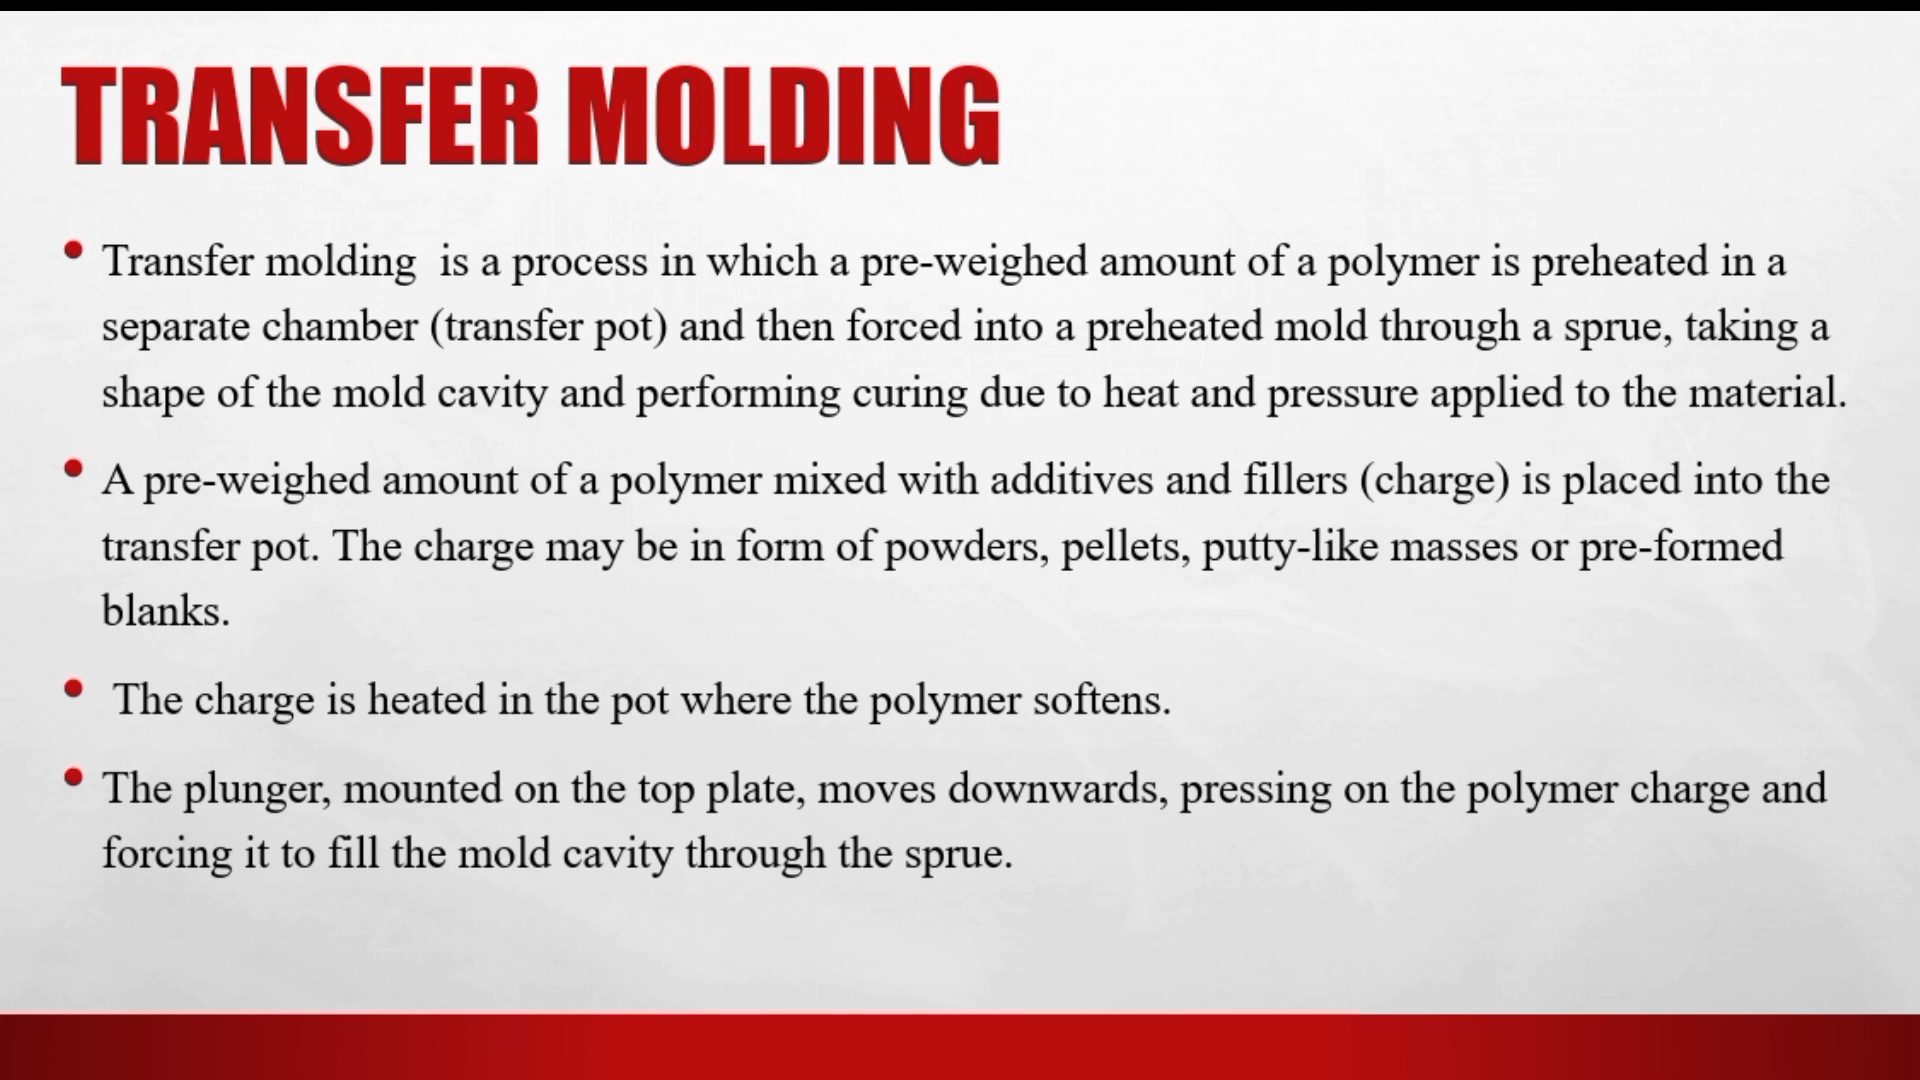 TRANSFER MOLDING
• Transfer molding  is a process in which a pre-weighed amount of a polymer is preheated in a
separate chamber (transfer pot) and then forced into a preheated mold through a sprue, taking a
shape of the mold cavity and performing curing due to heat and pressure applied to the material.
• A pre-weighed amount of a polymer mixed with additives and fillers (charge) is placed into the
transfer pot. The charge may be in form of powders, pellets, putty-like masses or pre-formed
blanks.
• The charge is heated in the pot where the polymer softens.
• The plunger, mounted on the top plate, moves downwards, pressing on the polymer charge and
forcing it to fill the mold cavity through the sprue.